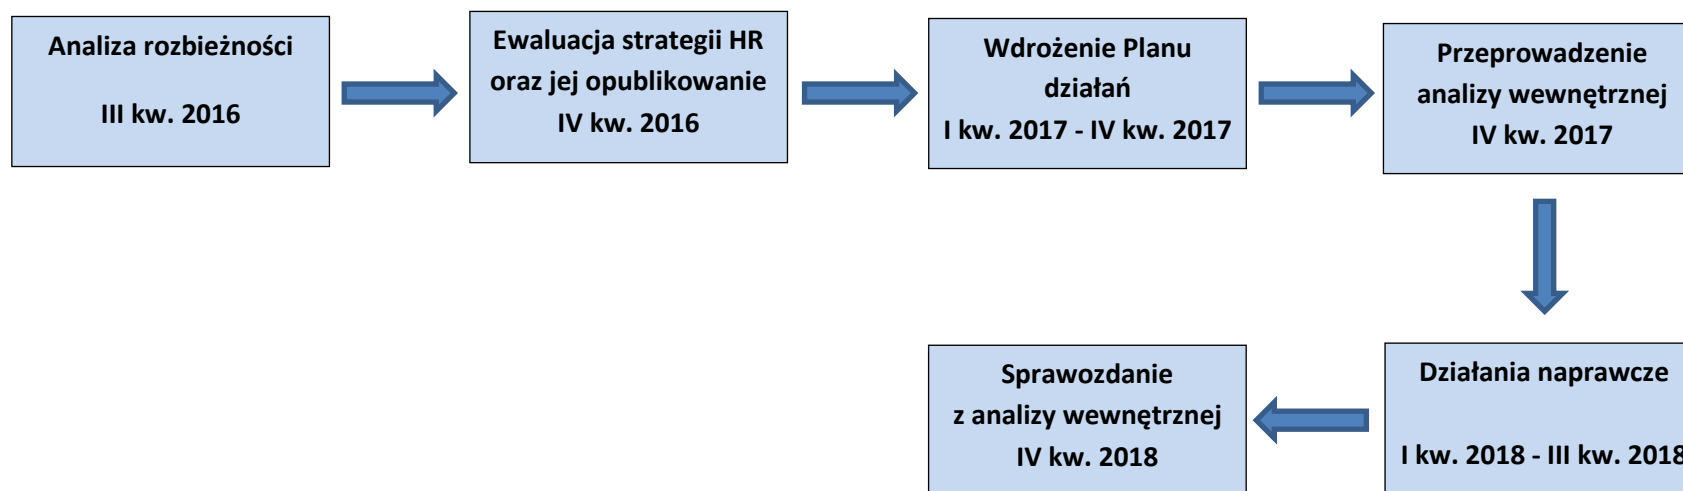 Analiza rozbieżności
III kw. 2016
Ewaluacja strategii HR
oraz jej opublikowanie
IV kw. 2016
Wdrożenie Planu
działań
I kw. 2017 - IV kw. 2017
Przeprowadzenie
analizy wewnętrznej
IV kw. 2017
Działania naprawcze
I kw. 2018 - III kw. 2018
Sprawozdanie
z analizy wewnętrznej
IV kw. 2018